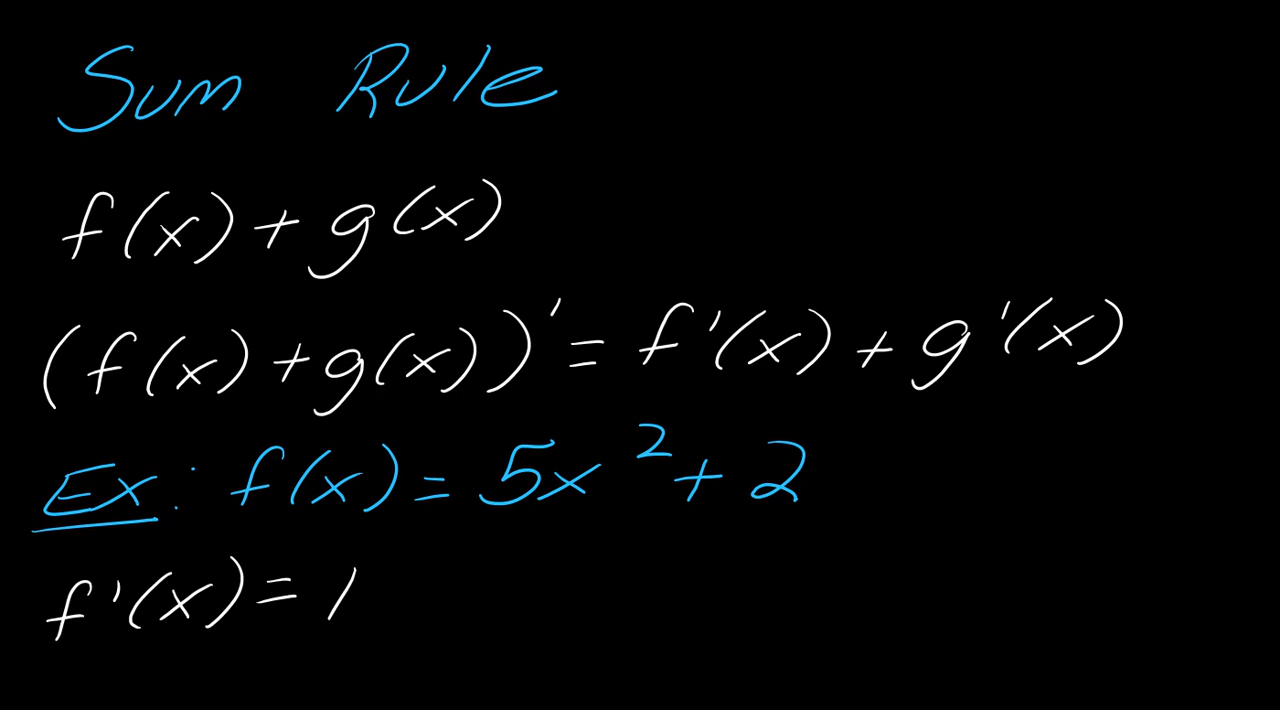 Sum Rule
f(x) + g(x)
(f(x) + g(x))' = f'(x) + g'(x)
Ex: f(x) = 5x² + 2
f'(x) = 1